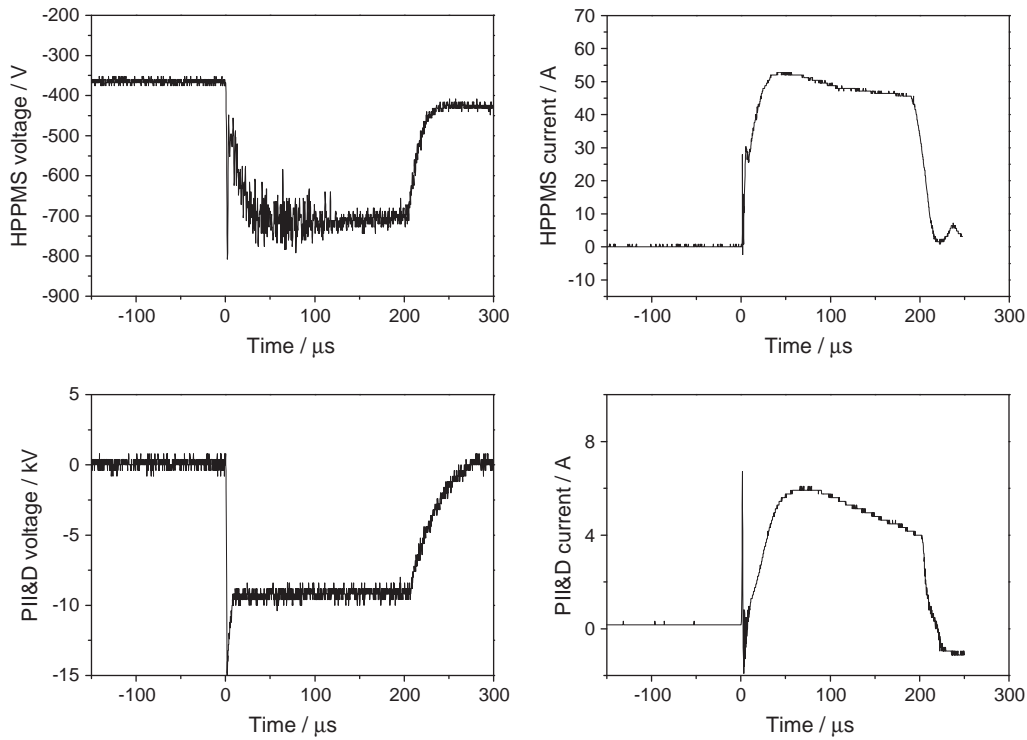 -200
-300
-400
-500
-600
-700
-800
-900
HPPMS voltage / V
-100 0 100 200 300
Time / μs
70
60
50
40
30
20
10
0
-10
HPPMS current / A
-100 0 100 200 300
Time / μs
5
0
-5
-10
-15
PII&D voltage / kV
-100 0 100 200 300
Time / μs
8
4
0
PII&D current / A
-100 0 100 200 300
Time / μs